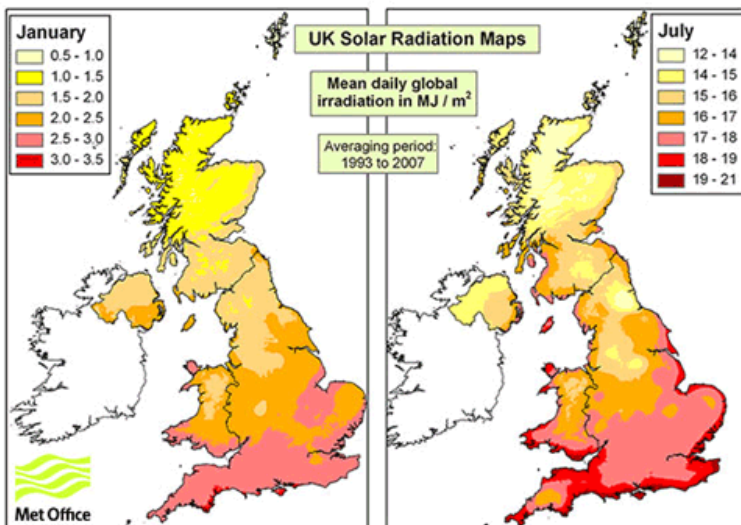 January
0.5 - 1.0
1.0 - 1.5
1.5 - 2.0
2.0 - 2.5
2.5 - 3.0
3.0 - 3.5
UK Solar Radiation Maps
Mean daily global
irradiation in MJ / m²
Averaging period:
1993 to 2007
July
12 - 14
14 - 15
15 - 16
16 - 17
17 - 18
18 - 19
19 - 21
Met Office